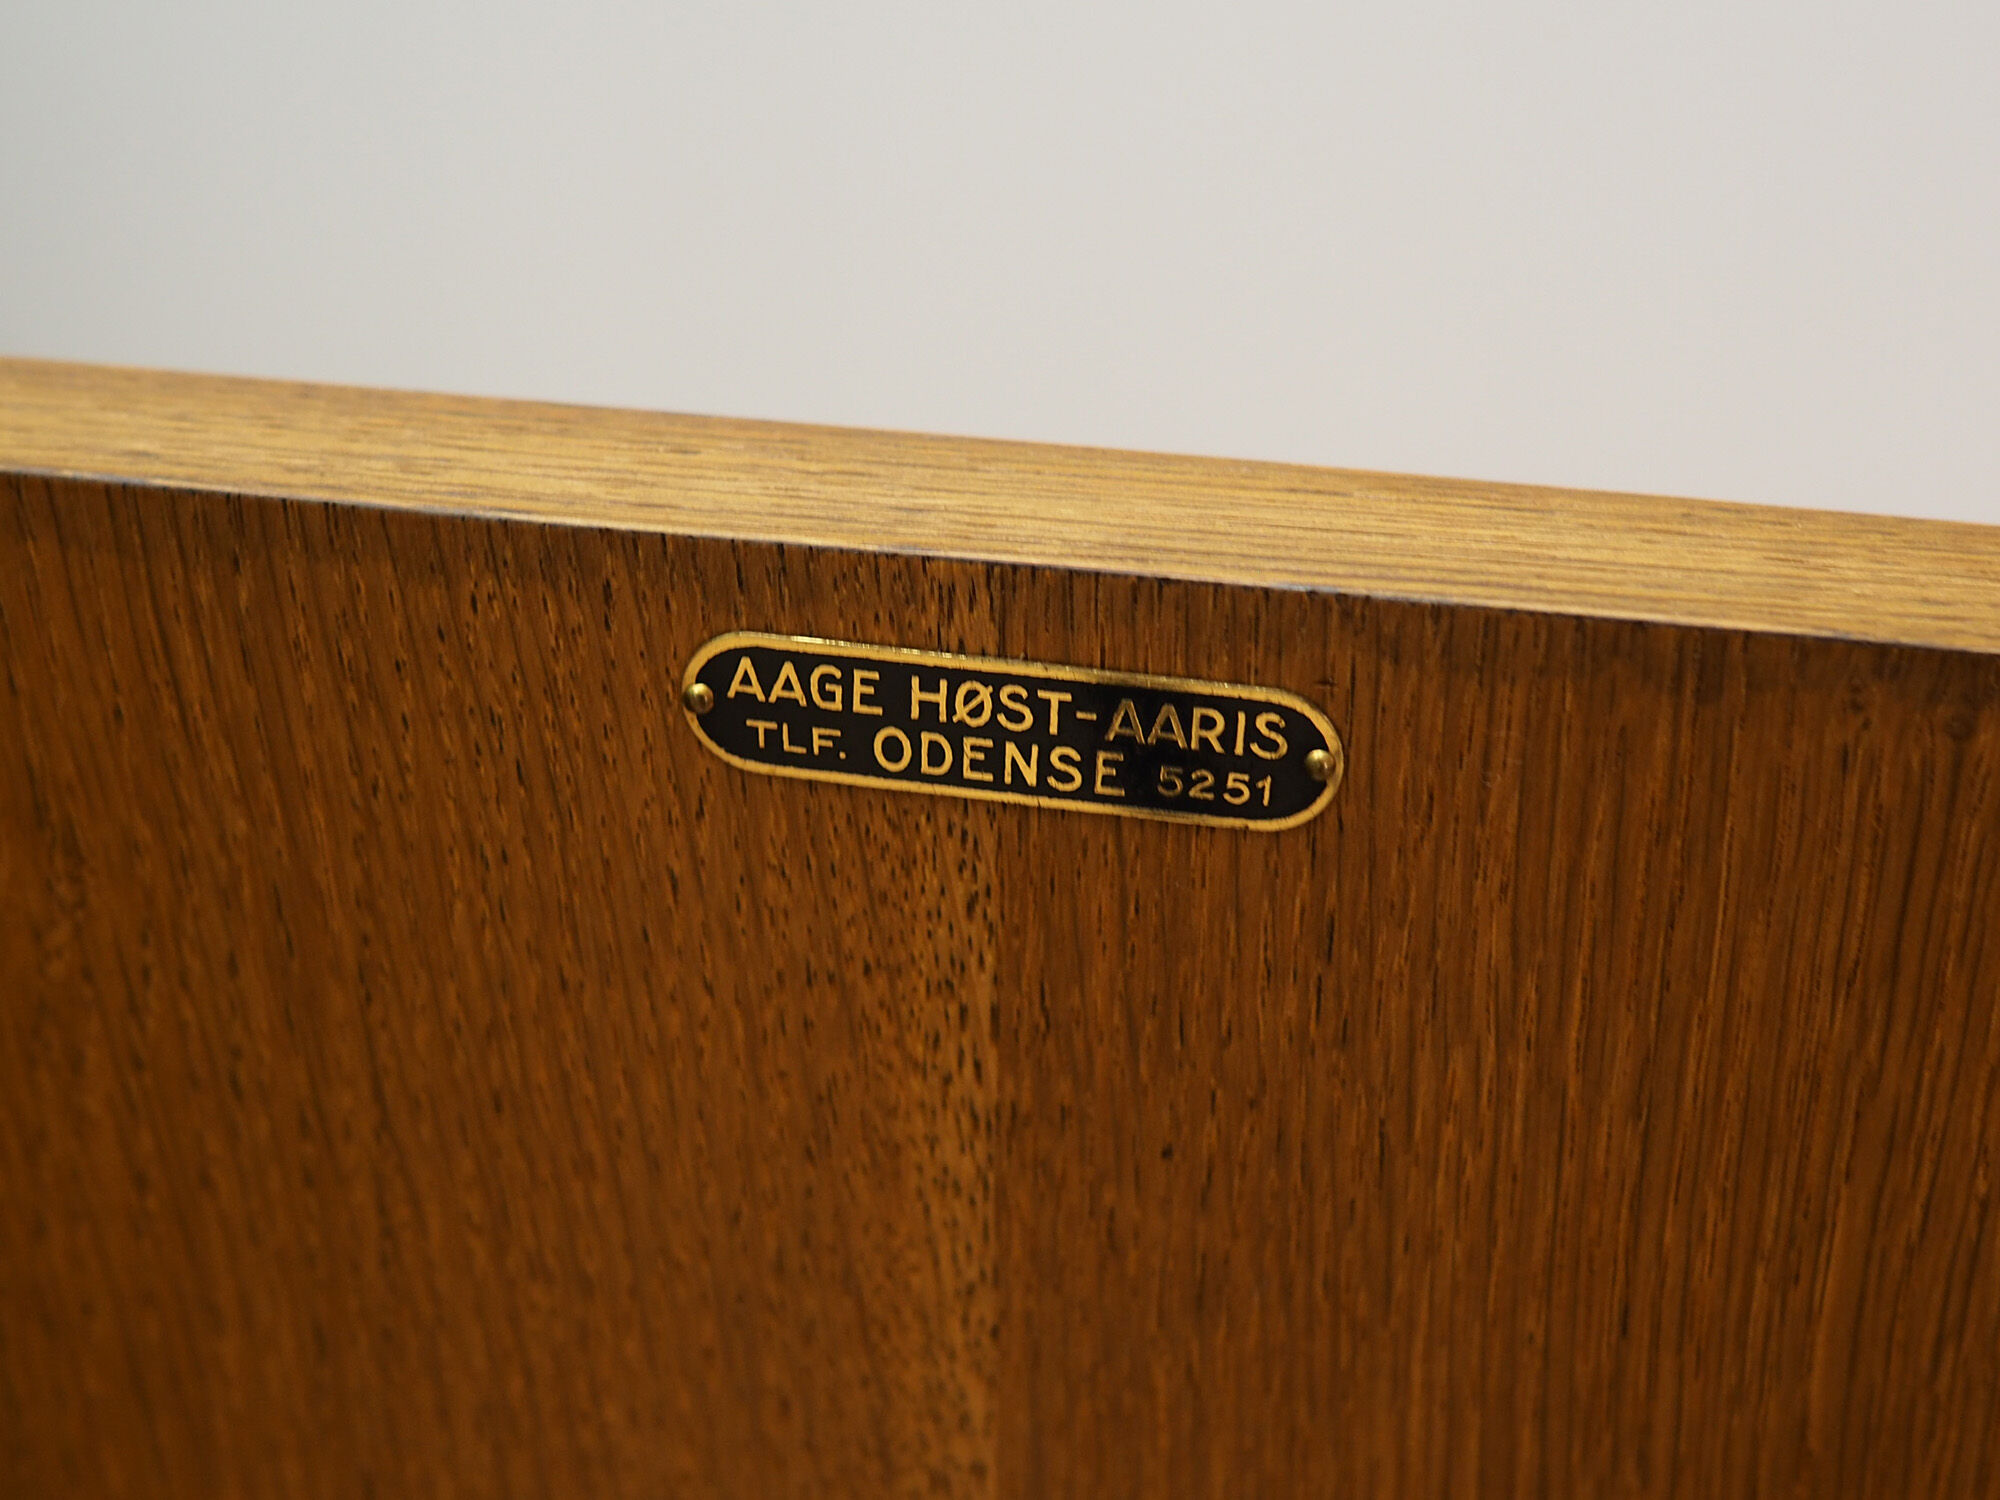 AAGE HØST-AARIS
TLF. ODENSE 5251